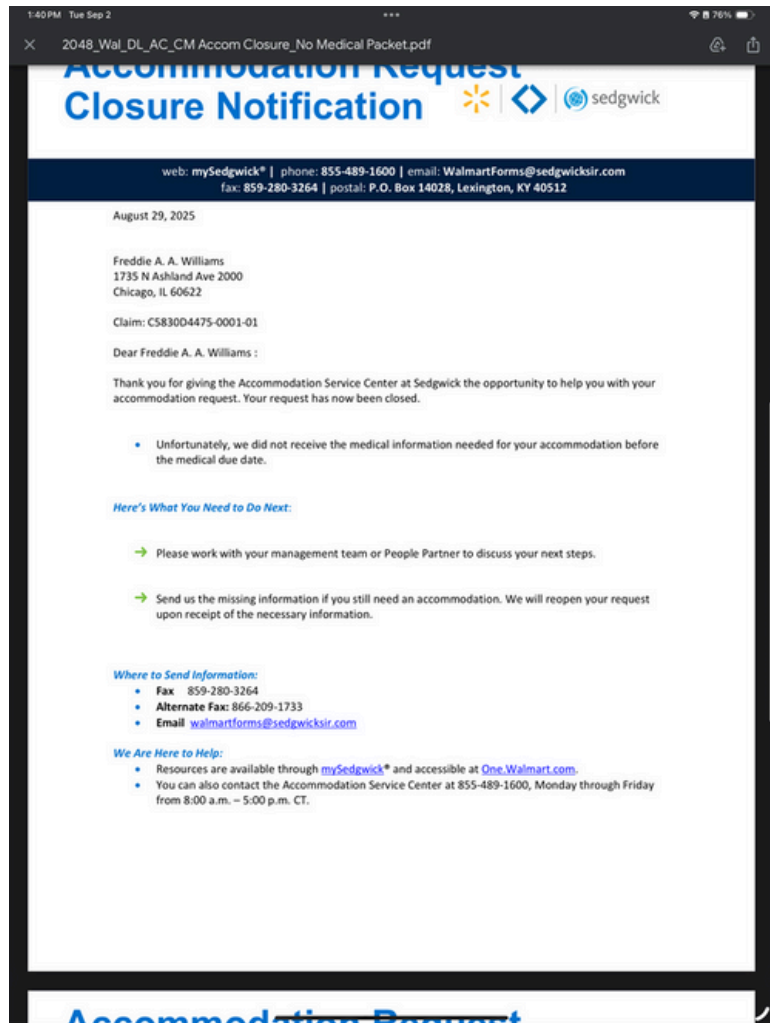 1:40 PM Tue Sep 2
76%
2048_Wal_DL_AC_CM Accom Closure_No Medical Packet.pdf
Accommodation Request
Closure Notification
sedgwick
web: mySedgwick® | phone: 855-489-1600 | email: WalmartForms@sedgwicksir.com
fax: 859-280-3264 | postal: P.O. Box 14028, Lexington, KY 40512
August 29, 2025
Freddie A. A. Williams
1735 N Ashland Ave 2000
Chicago, IL 60622
Claim: C5830D4475-0001-01
Dear Freddie A. A. Williams :
Thank you for giving the Accommodation Service Center at Sedgwick the opportunity to help you with your
accommodation request. Your request has now been closed.
• Unfortunately, we did not receive the medical information needed for your accommodation before
the medical due date.
Here's What You Need to Do Next:
→ Please work with your management team or People Partner to discuss your next steps.
→ Send us the missing information if you still need an accommodation. We will reopen your request
upon receipt of the necessary information.
Where to Send Information:
• Fax 859-280-3264
• Alternate Fax: 866-209-1733
• Email walmartforms@sedgwicksir.com
We Are Here to Help:
• Resources are available through mySedgwick® and accessible at One.Walmart.com.
• You can also contact the Accommodation Service Center at 855-489-1600, Monday through Friday
from 8:00 a.m. – 5:00 p.m. CT.
Accommodation Request